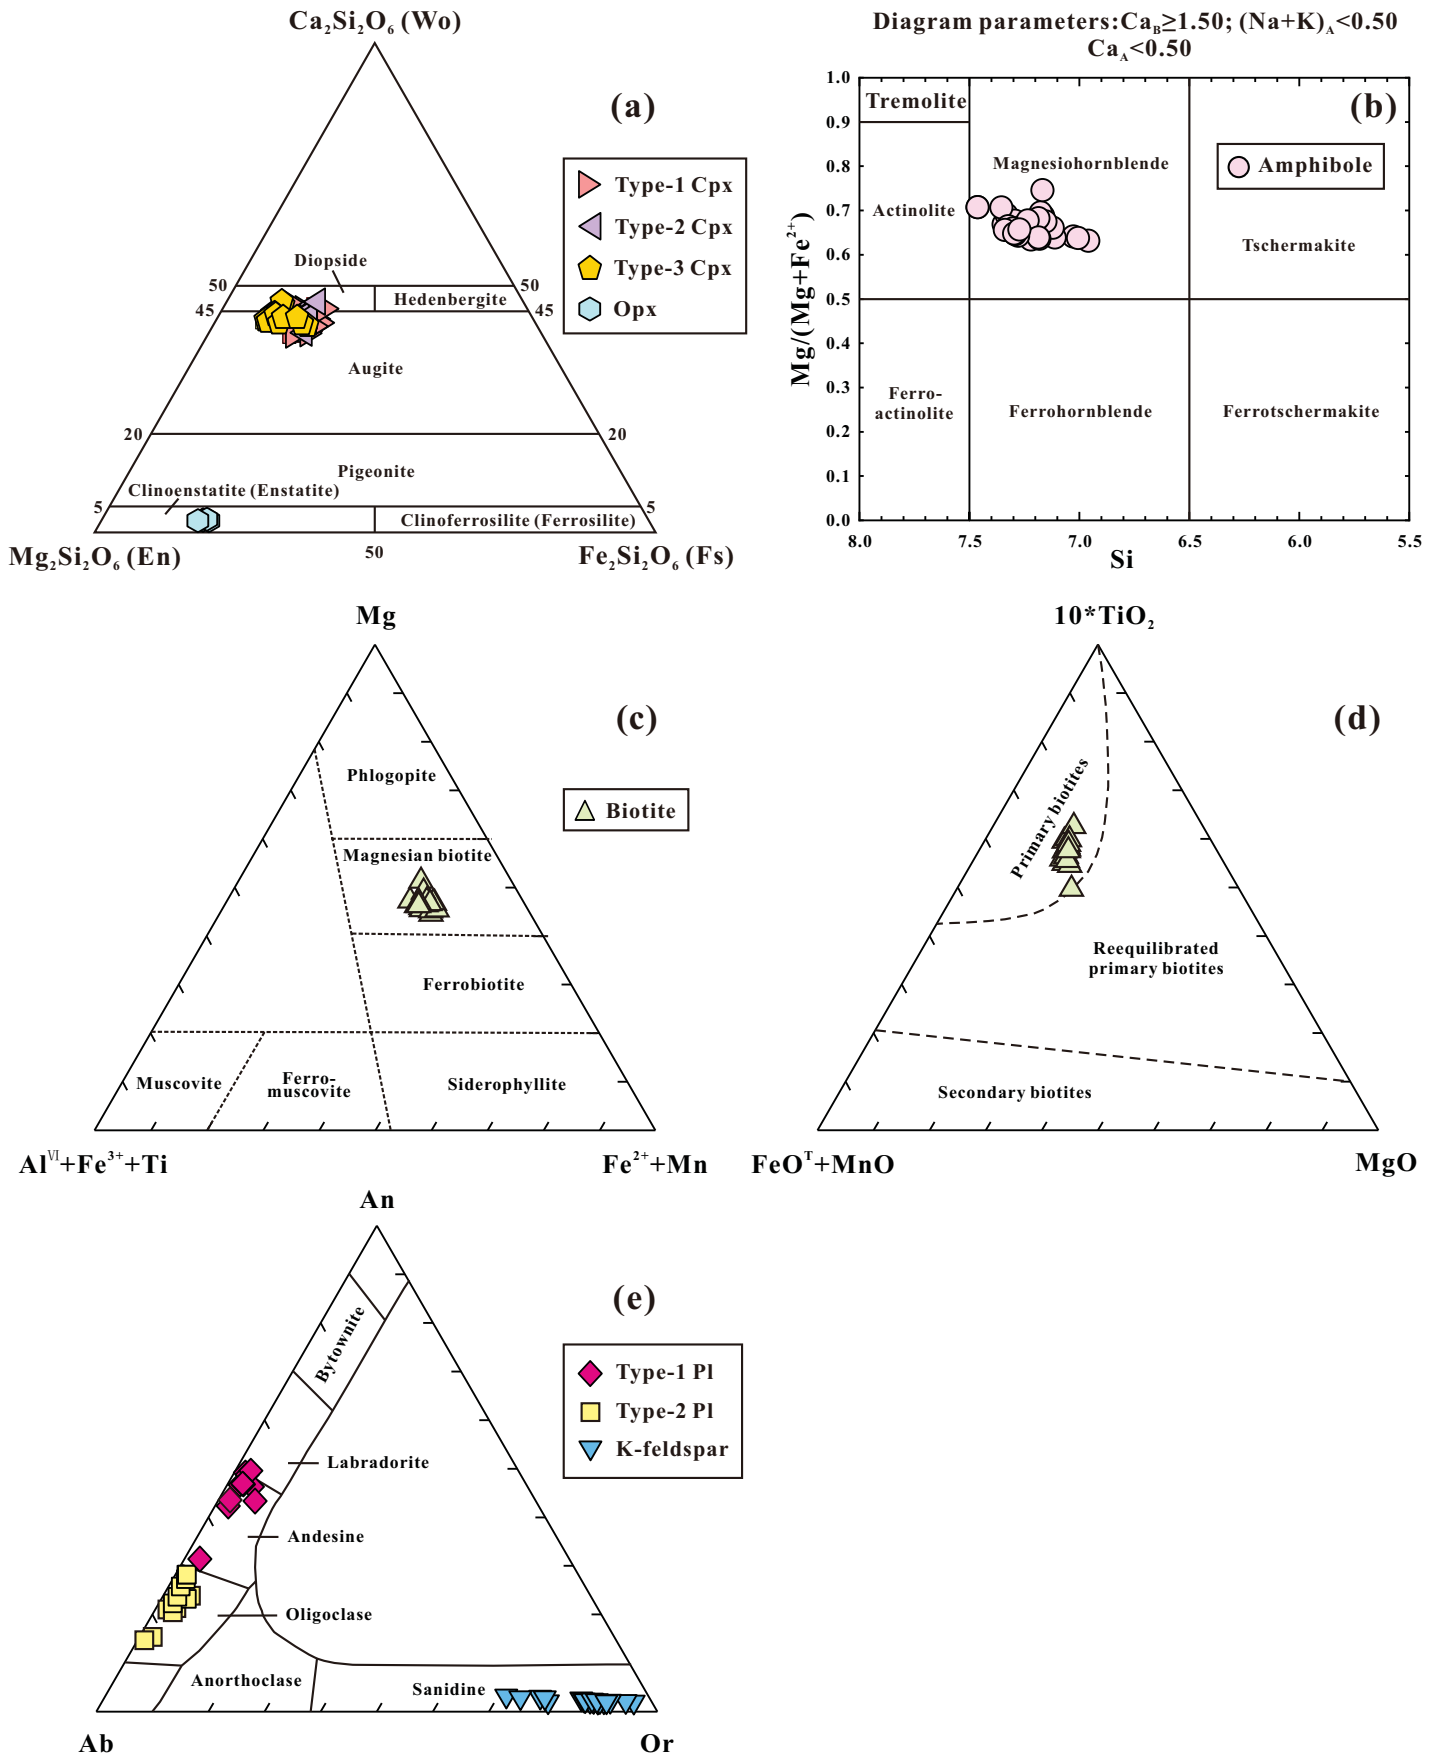 Ca₂Si₂O₆ (Wo)
(a)
Type-1 Cpx
Type-2 Cpx
Type-3 Cpx
Opx
Diopside
50
50
Hedenbergite
45
45
Augite
20
20
Pigeonite
Clinoenstatite (Enstatite)
5
5
Clinoferrosilite (Ferrosilite)
Mg₂Si₂O₆ (En)
50
Fe₂Si₂O₆ (Fs)
Diagram parameters:Ca_B≥1.50; (Na+K)_A<0.50
Ca_A<0.50
1.0
Tremolite
(b)
0.9
0.8
Magnesiohornblende
Amphibole
0.7
Actinolite
0.6
Tschermakite
0.5
0.4
Ferro-
actinolite
Ferrohornblende
Ferrotschermakite
0.3
0.2
0.1
0.0
Mg/(Mg+Fe²⁺)
8.0
7.5
7.0
6.5
6.0
5.5
Si
Mg
(c)
Phlogopite
Biotite
Magnesian biotite
Ferrobiotite
Muscovite
Ferro-
muscovite
Siderophyllite
Al^VI+Fe³⁺+Ti
Fe²⁺+Mn
10*TiO₂
(d)
Primary biotites
Reequilibrated
primary biotites
Secondary biotites
FeO^T+MnO
MgO
An
(e)
Bytownite
Type-1 Pl
Type-2 Pl
K-feldspar
Labradorite
Andesine
Oligoclase
Anorthoclase
Sanidine
Ab
Or